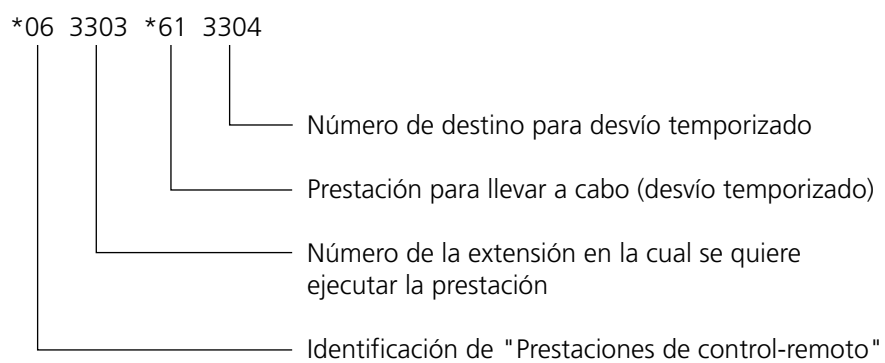 *06 3303 *61 3304
Número de destino para desvío temporizado
Prestación para llevar a cabo (desvío temporizado)
Número de la extensión en la cual se quiere
ejecutar la prestación
Identificación de "Prestaciones de control-remoto"